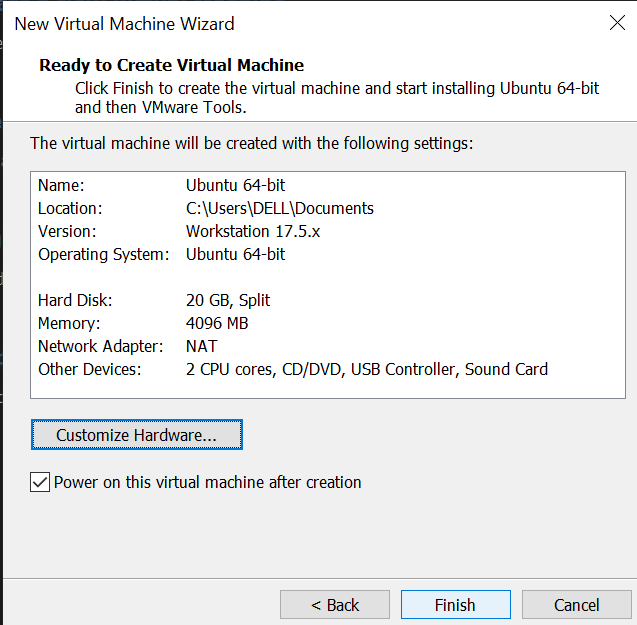 New Virtual Machine Wizard
Ready to Create Virtual Machine
Click Finish to create the virtual machine and start installing Ubuntu 64-bit
and then VMware Tools.
The virtual machine will be created with the following settings:
Name: Ubuntu 64-bit
Location: C:\Users\DELL\Documents
Version: Workstation 17.5.x
Operating System: Ubuntu 64-bit
Hard Disk: 20 GB, Split
Memory: 4096 MB
Network Adapter: NAT
Other Devices: 2 CPU cores, CD/DVD, USB Controller, Sound Card
Customize Hardware...
Power on this virtual machine after creation
< Back Finish Cancel